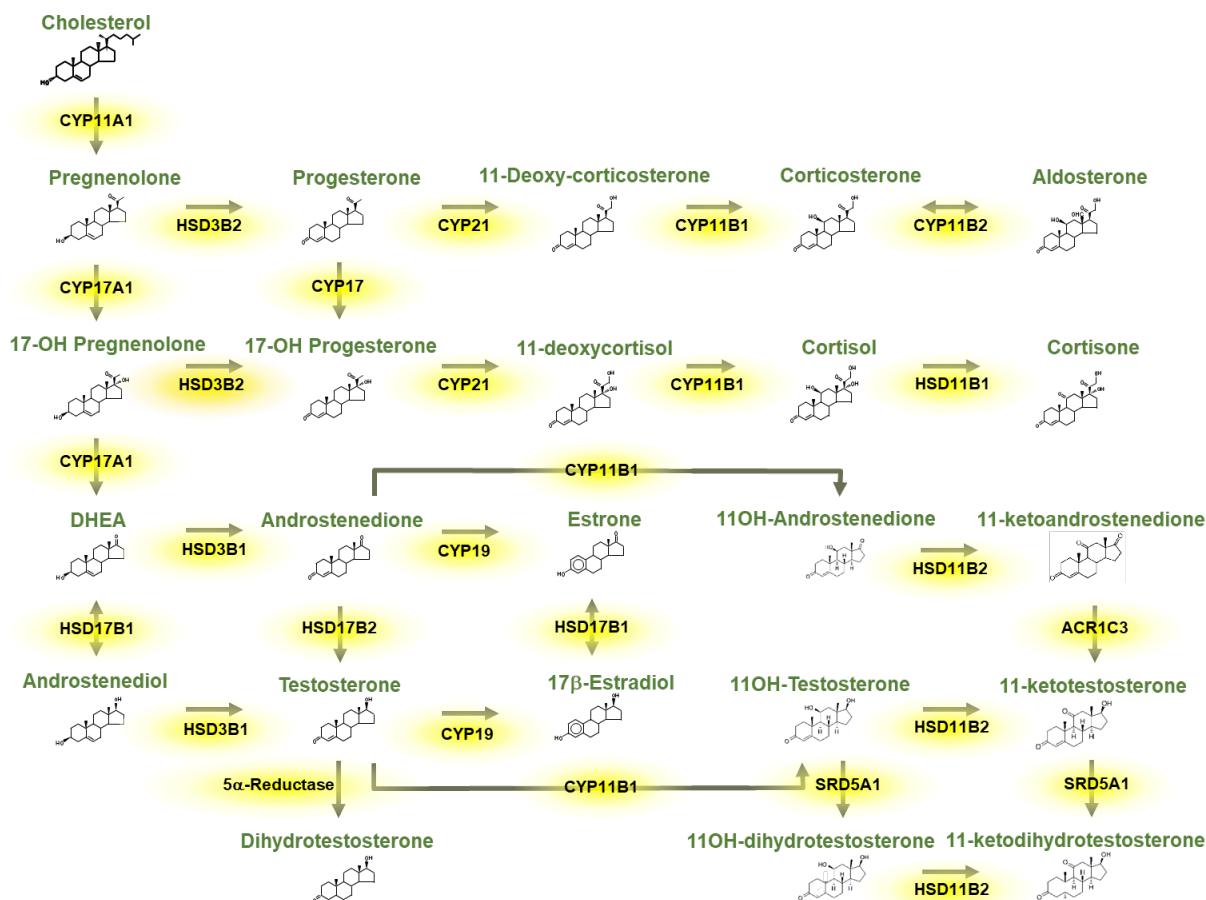 Cholesterol
CYP11A1
Pregnenolone
Progesterone
11-Deoxy-corticosterone
Corticosterone
Aldosterone
HSD3B2
CYP21
CYP11B1
CYP11B2
CYP17A1
CYP17
17-OH Pregnenolone
17-OH Progesterone
11-deoxycortisol
Cortisol
Cortisone
HSD3B2
CYP21
CYP11B1
HSD11B1
CYP17A1
CYP11B1
DHEA
Androstenedione
Estrone
11OH-Androstenedione
11-ketoandrostenedione
HSD3B1
CYP19
HSD11B2
HSD17B1
HSD17B2
HSD17B1
ACR1C3
Androstenediol
Testosterone
17β-Estradiol
11OH-Testosterone
11-ketotestosterone
HSD3B1
CYP19
HSD11B2
5α-Reductase
CYP11B1
SRD5A1
SRD5A1
Dihydrotestosterone
11OH-dihydrotestosterone
11-ketodihydrotestosterone
HSD11B2